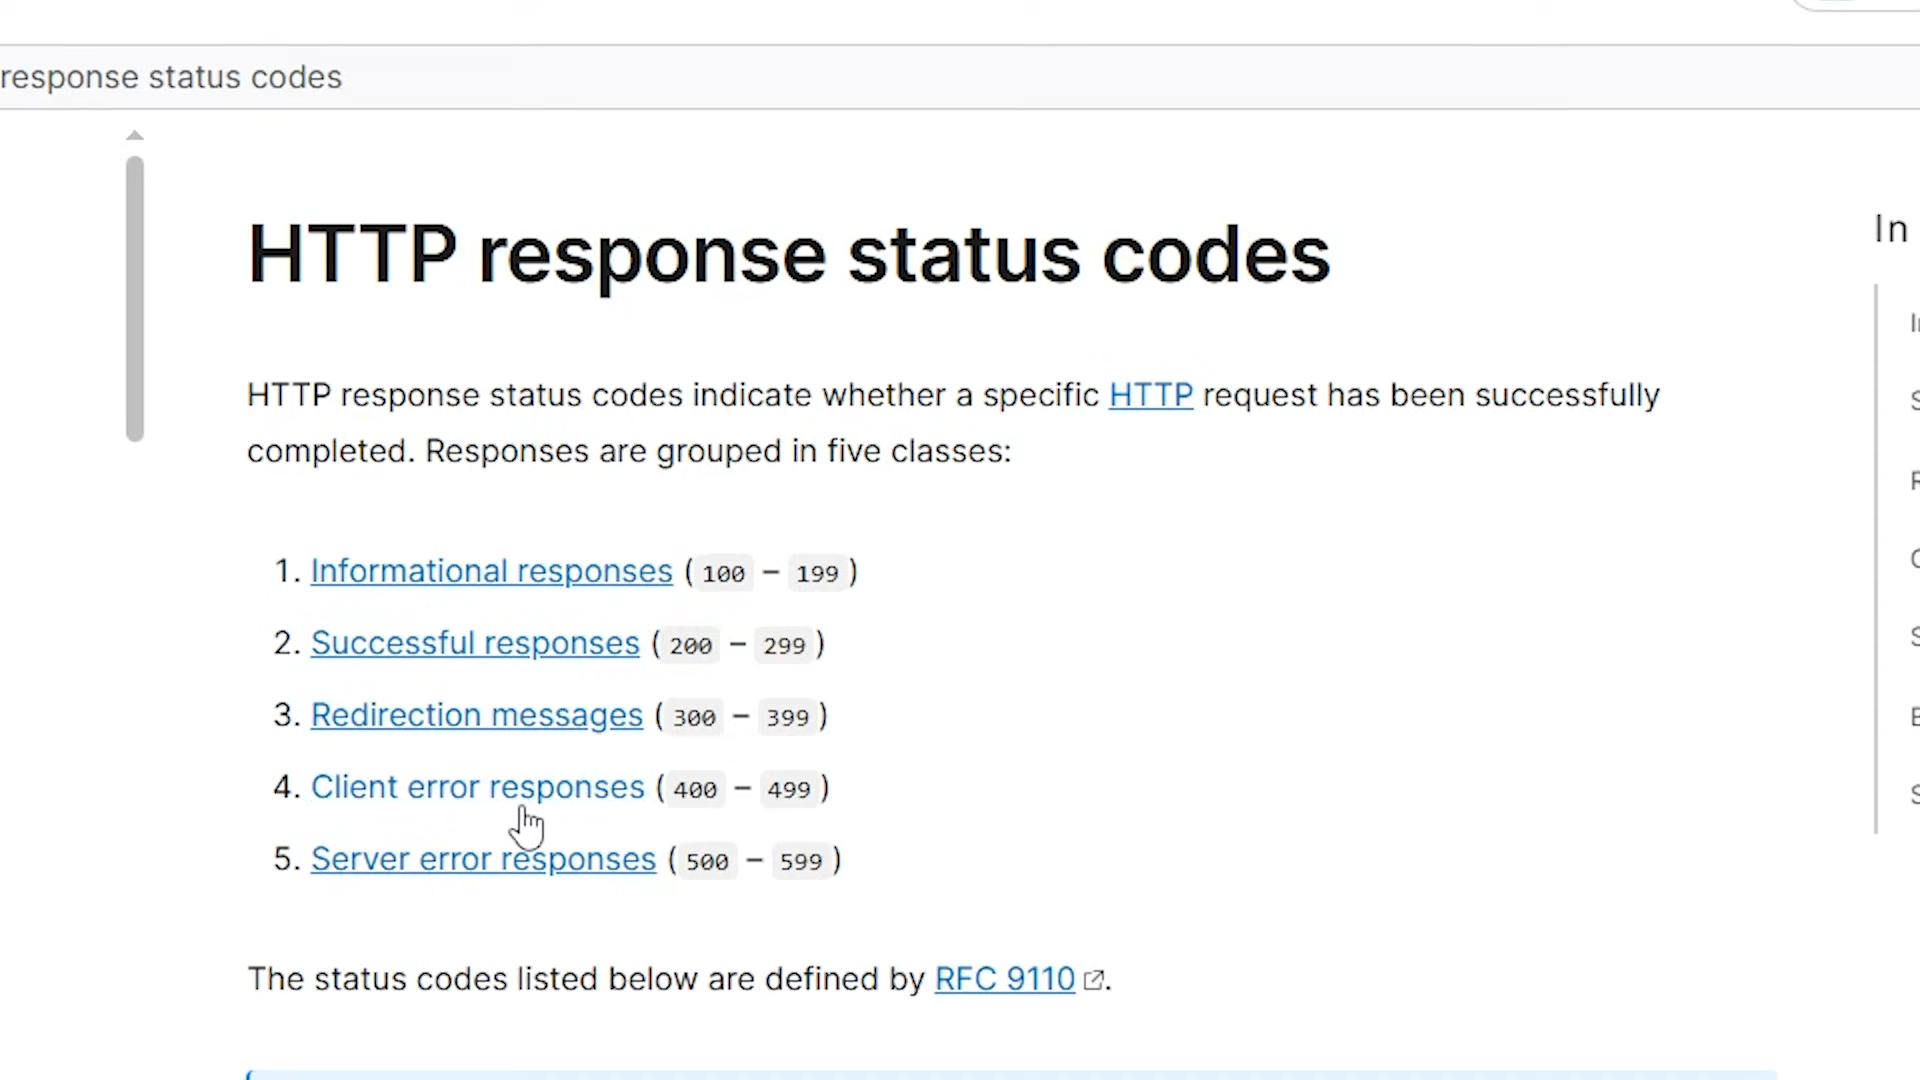 response status codes
HTTP response status codes
In
HTTP response status codes indicate whether a specific HTTP request has been successfully
completed. Responses are grouped in five classes:
1. Informational responses ( 100 – 199 )
2. Successful responses ( 200 – 299 )
3. Redirection messages ( 300 – 399 )
4. Client error responses ( 400 – 499 )
5. Server error responses ( 500 – 599 )
The status codes listed below are defined by RFC 9110.